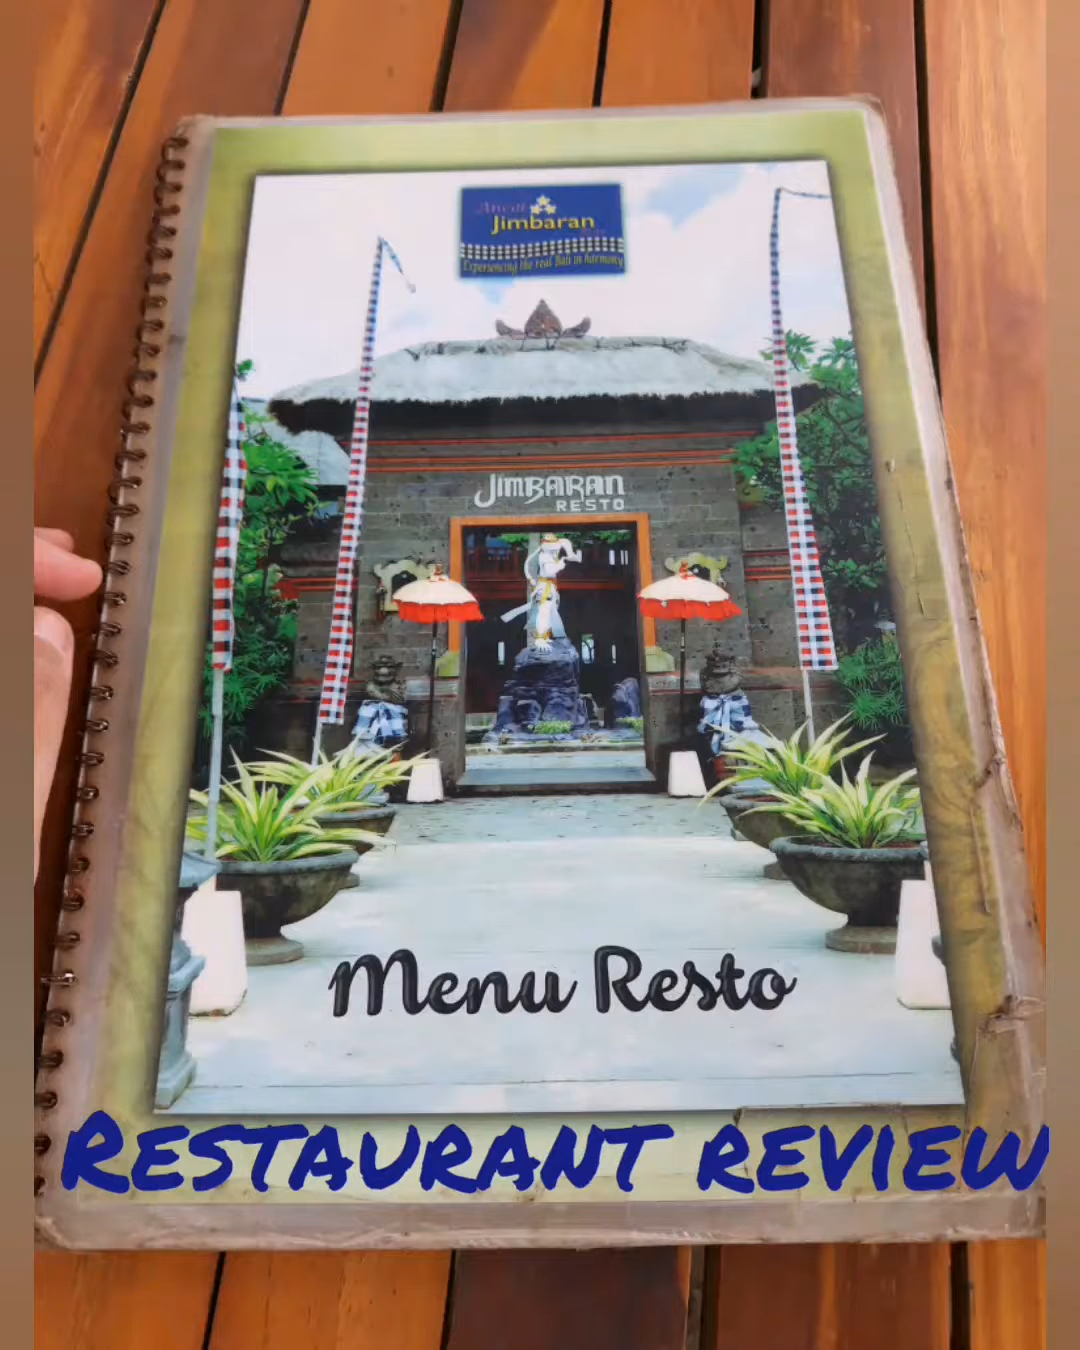 Jimbaran
Experiencing the real Bali in harmony
JIMBARAN
RESTO
Menu Resto
RESTAURANT REVIEW